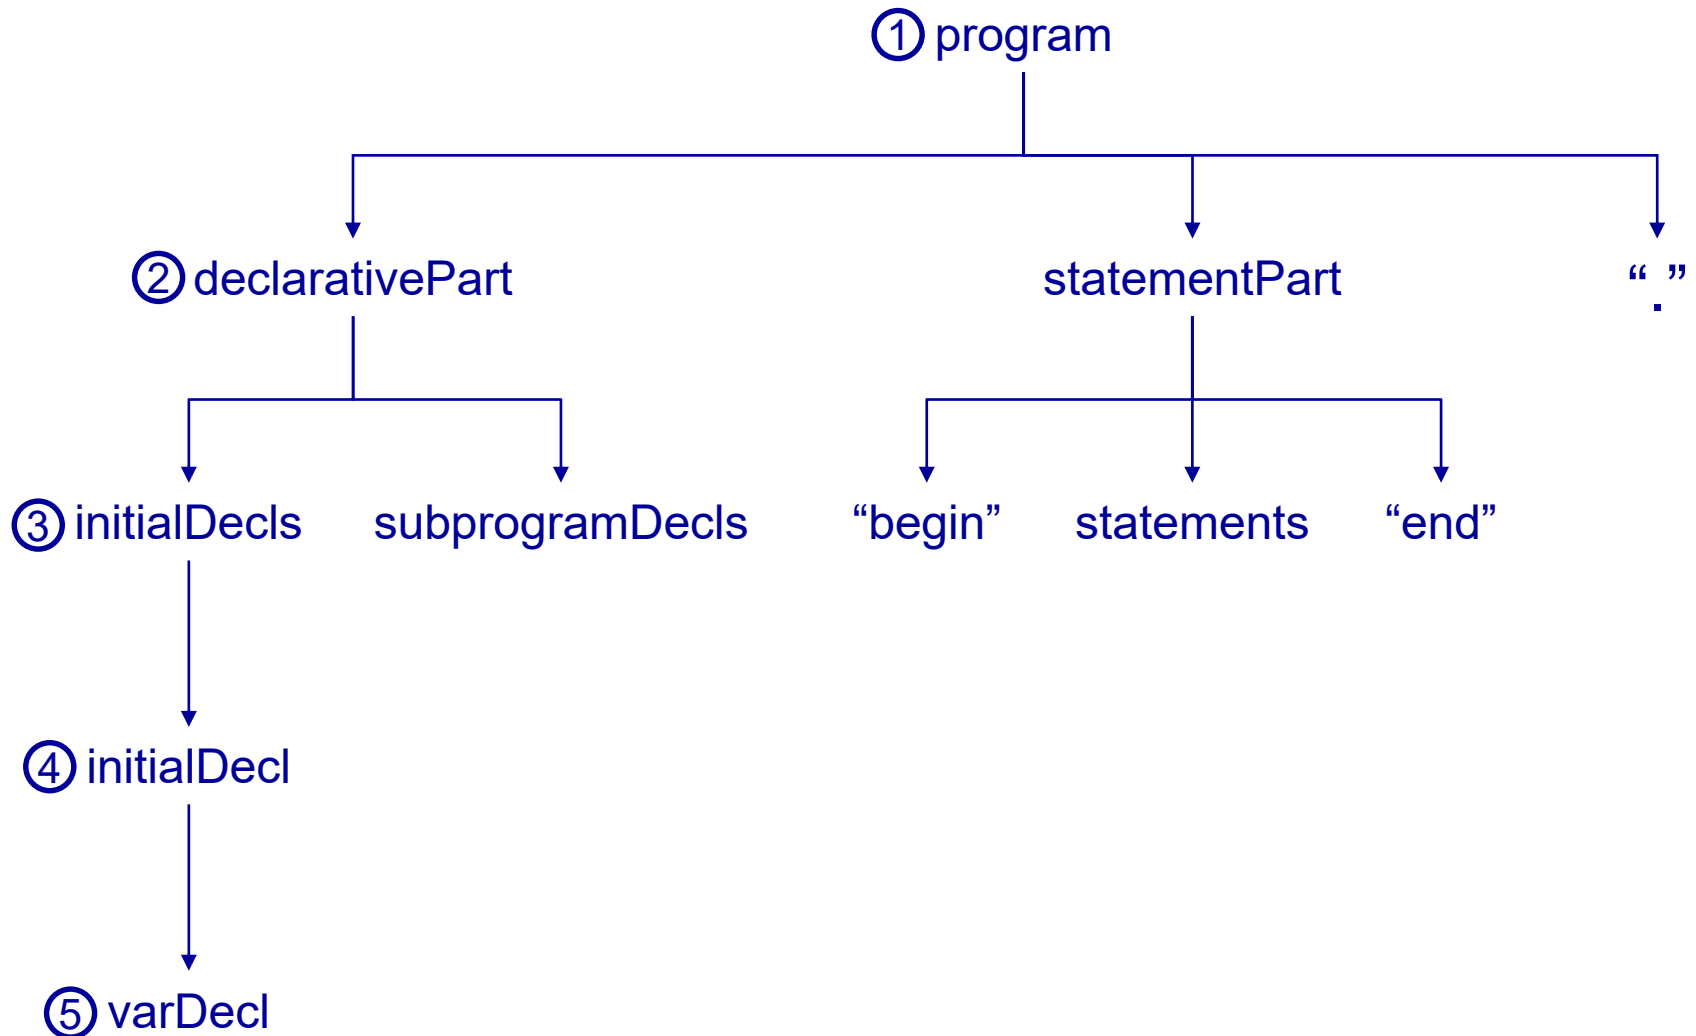 ① program
② declarativePart statementPart “.”
③ initialDecls subprogramDecls “begin” statements “end”
④ initialDecl
⑤ varDecl